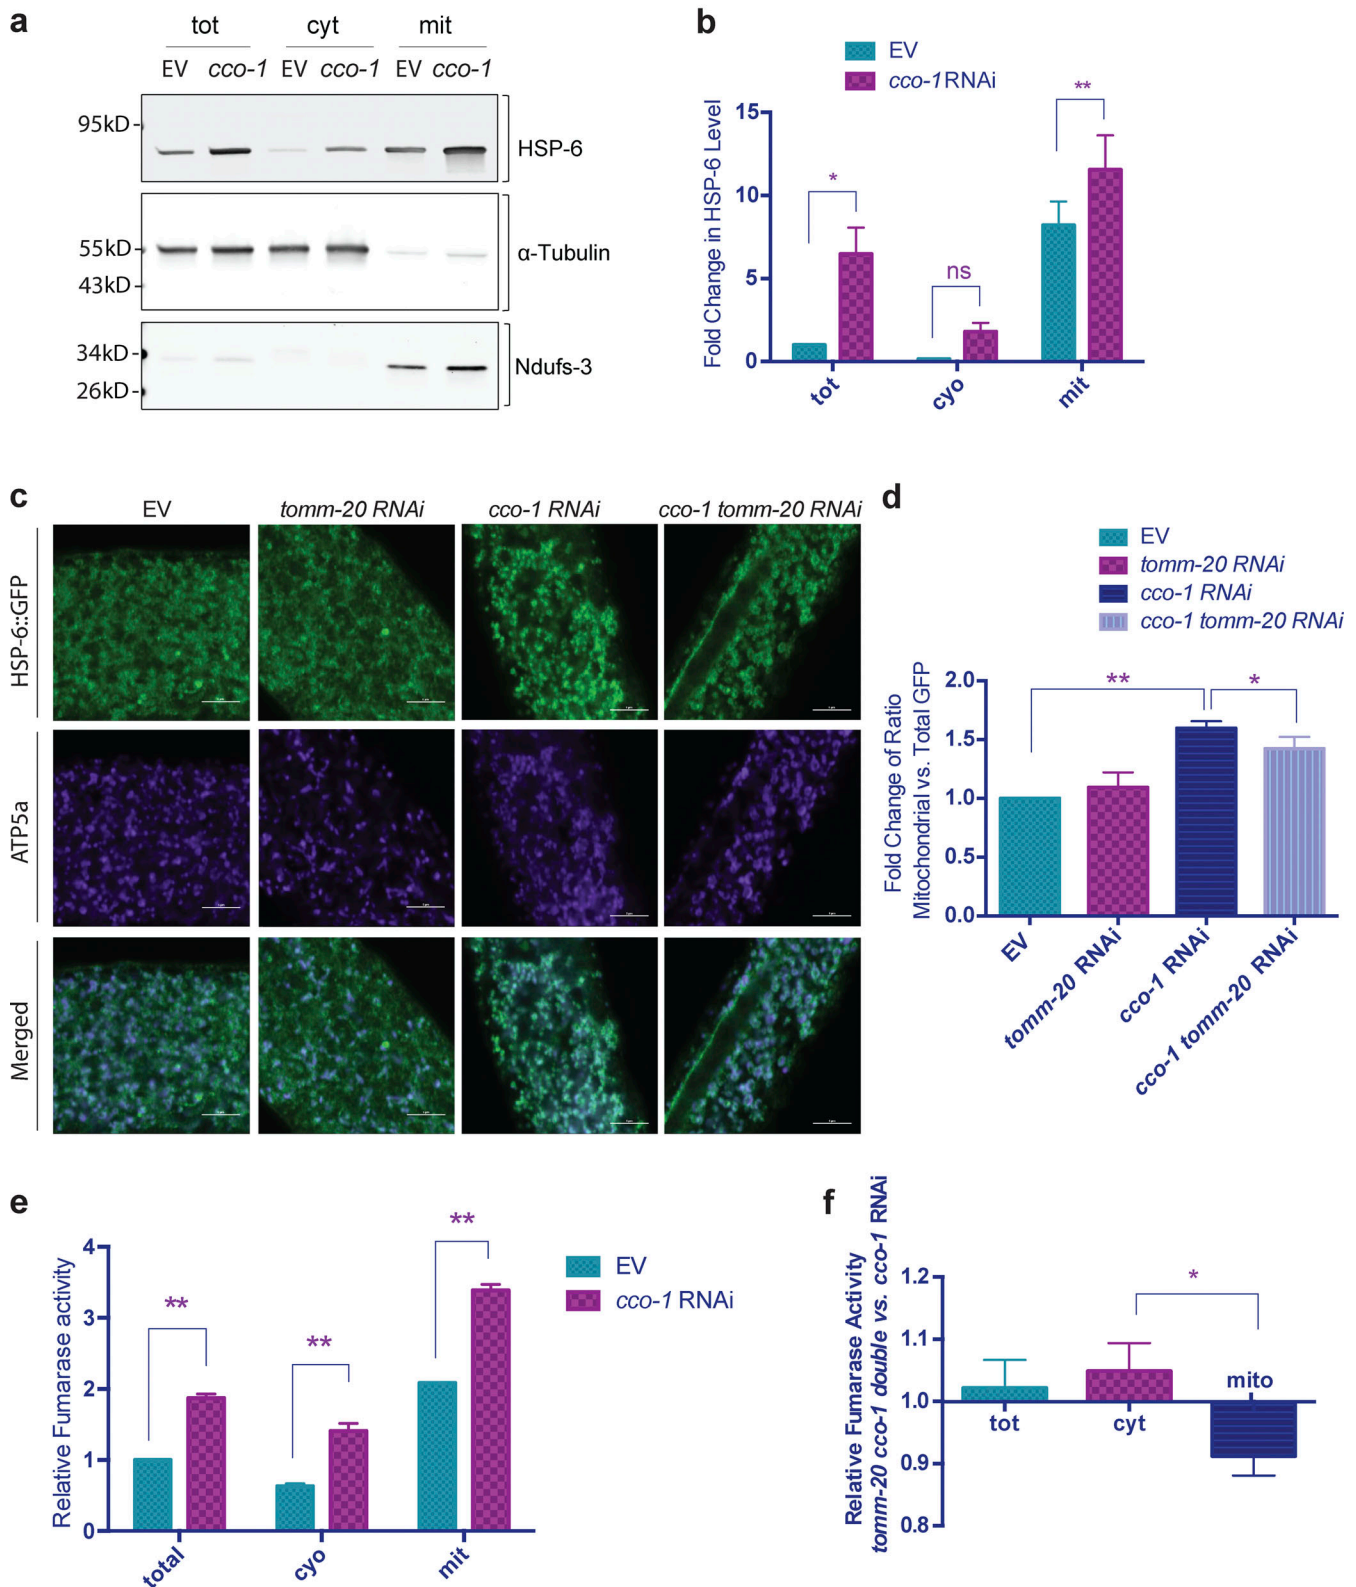 a
tot cyt mit
EV cco-1 EV cco-1 EV cco-1
95kD
HSP-6
55kD
α-Tubulin
43kD
34kD
Ndufs-3
26kD
b
EV
cco-1 RNAi
Fold Change in HSP-6 Level
15
10
5
0
*
ns
**
tot cyo mit
c
EV tomm-20 RNAi cco-1 RNAi cco-1 tomm-20 RNAi
HSP-6::GFP
ATP5a
Merged
d
EV
tomm-20 RNAi
cco-1 RNAi
cco-1 tomm-20 RNAi
Fold Change of Ratio
Mitochondrial vs. Total GFP
2.0
1.5
1.0
0.5
0.0
** *
EV
tomm-20 RNAi
cco-1 RNAi
cco-1 tomm-20 RNAi
e
Relative Fumarase activity
4
3
2
1
0
**
**
**
EV
cco-1 RNAi
total cyo mit
f
Relative Fumarase Activity
tomm-20 cco-1 double vs. cco-1 RNAi
1.2
1.1
1.0
0.9
0.8
*
tot cyt mito